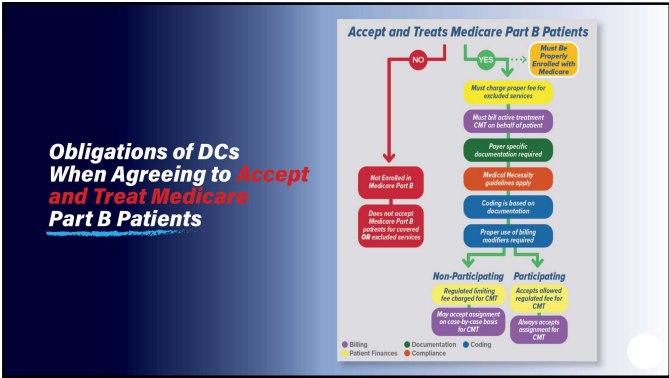 Obligations of DCs
When Agreeing to Accept
and Treat Medicare
Part B Patients
Accept and Treats Medicare Part B Patients
NO
YES
Must Be
Properly
Enrolled with
Medicare
Must charge proper fee for
excluded services
Must bill active treatment
CMT on behalf of patient
Payer specific
documentation required
Medical Necessity
guidelines apply
Coding is based on
documentation
Proper use of billing
modifiers required
Not Enrolled in
Medicare Part B
Does not accept
Medicare Part B
patients for covered
OR excluded services
Non-Participating
Regulated limiting
fee charged for CMT
May accept assignment
on case-by-case basis
for CMT
Participating
Accepts allowed
regulated fee for
CMT
Always accepts
assignment for
CMT
Billing
Documentation
Coding
Patient Finances
Compliance